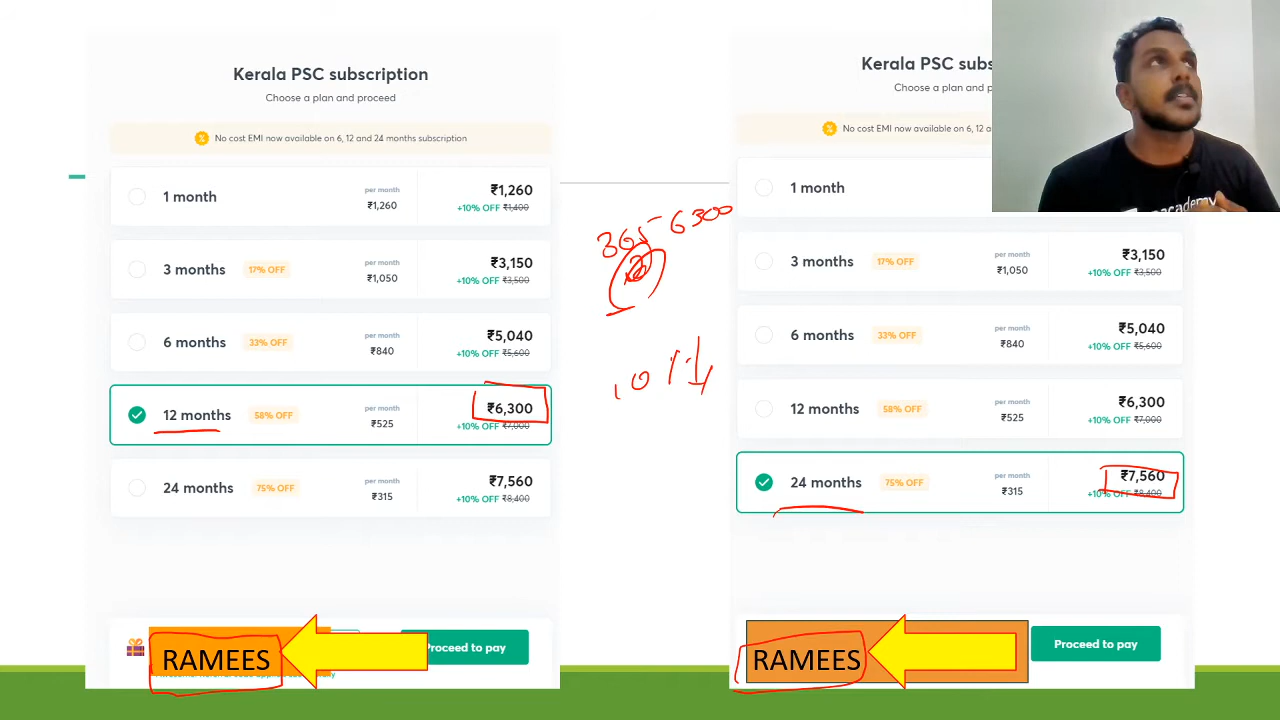 Kerala PSC subscription
Choose a plan and proceed
No cost EMI now available on 6, 12 and 24 months subscription
1 month
per month
₹1,260
₹1,260
+10% OFF ₹1,400
3 months
17% OFF
per month
₹1,050
₹3,150
+10% OFF ₹3,500
6 months
33% OFF
per month
₹840
₹5,040
+10% OFF ₹5,600
12 months
58% OFF
per month
₹525
₹6,300
+10% OFF ₹7,000
24 months
75% OFF
per month
₹315
₹7,560
+10% OFF ₹8,400
RAMEES
Proceed to pay
365 6300
10
Kerala PSC subs
Choose a plan and p
No cost EMI now available on 6, 12 a
1 month
3 months
17% OFF
per month
₹1,050
₹3,150
+10% OFF ₹3,500
6 months
33% OFF
per month
₹840
₹5,040
+10% OFF ₹5,600
12 months
58% OFF
per month
₹525
₹6,300
+10% OFF ₹7,000
24 months
75% OFF
per month
₹315
₹7,560
+10% OFF ₹8,400
RAMEES
Proceed to pay
academy